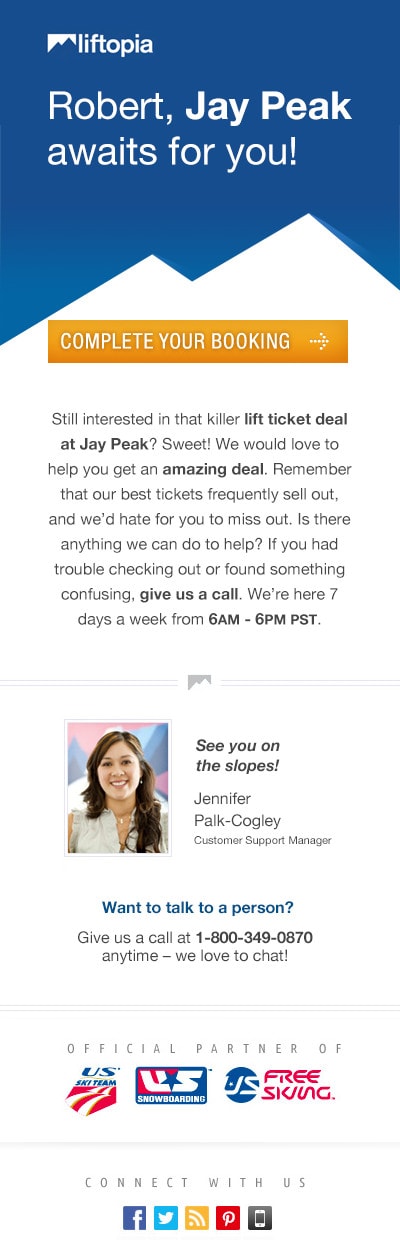 liftopia
Robert, Jay Peak
awaits for you!
COMPLETE YOUR BOOKING
Still interested in that killer lift ticket deal
at Jay Peak? Sweet! We would love to
help you get an amazing deal. Remember
that our best tickets frequently sell out,
and we’d hate for you to miss out. Is there
anything we can do to help? If you had
trouble checking out or found something
confusing, give us a call. We’re here 7
days a week from 6AM - 6PM PST.
See you on
the slopes!
Jennifer
Palk-Cogley
Customer Support Manager
Want to talk to a person?
Give us a call at 1-800-349-0870
anytime – we love to chat!
OFFICIAL PARTNER OF
US SKI TEAM
US SNOWBOARDING
US FREE SKIING.
CONNECT WITH US